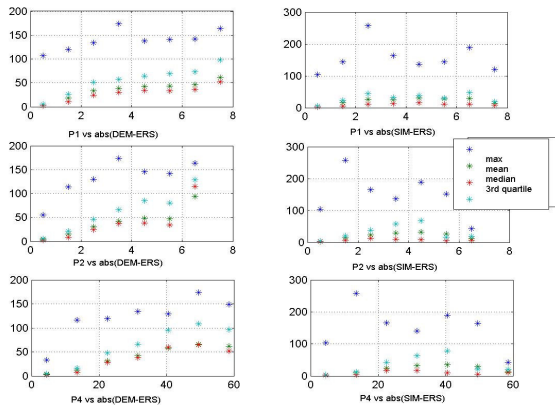 200
150
100
50
0
0 2 4 6 8
P1 vs abs(DEM-ERS)
300
200
100
0
0 2 4 6 8
P1 vs abs(SIM-ERS)
200
150
100
50
0
0 2 4 6 8
P2 vs abs(DEM-ERS)
300
200
100
0
0 2 4 6 8
P2 vs abs(SIM-ERS)
max
mean
median
3rd quartile
200
150
100
50
0
0 20 40 60
P4 vs abs(DEM-ERS)
300
200
100
0
0 20 40 60
P4 vs abs(SIM-ERS)